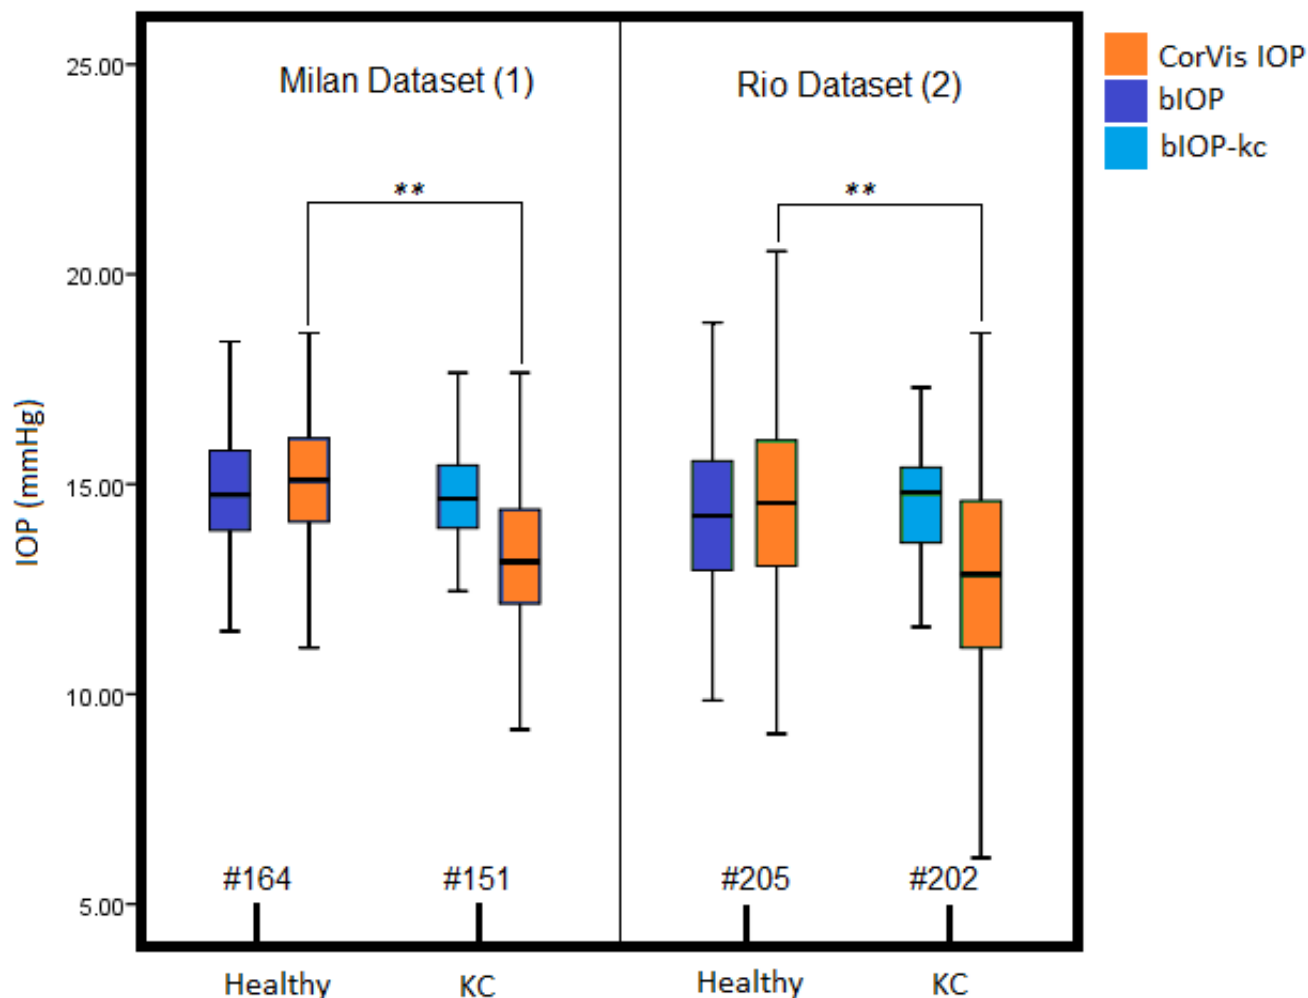 25.00
20.00
15.00
10.00
5.00
IOP (mmHg)
Milan Dataset (1)
Rio Dataset (2)
**
**
#164
#151
#205
#202
Healthy
KC
Healthy
KC
CorVis IOP
bIOP
bIOP-kc